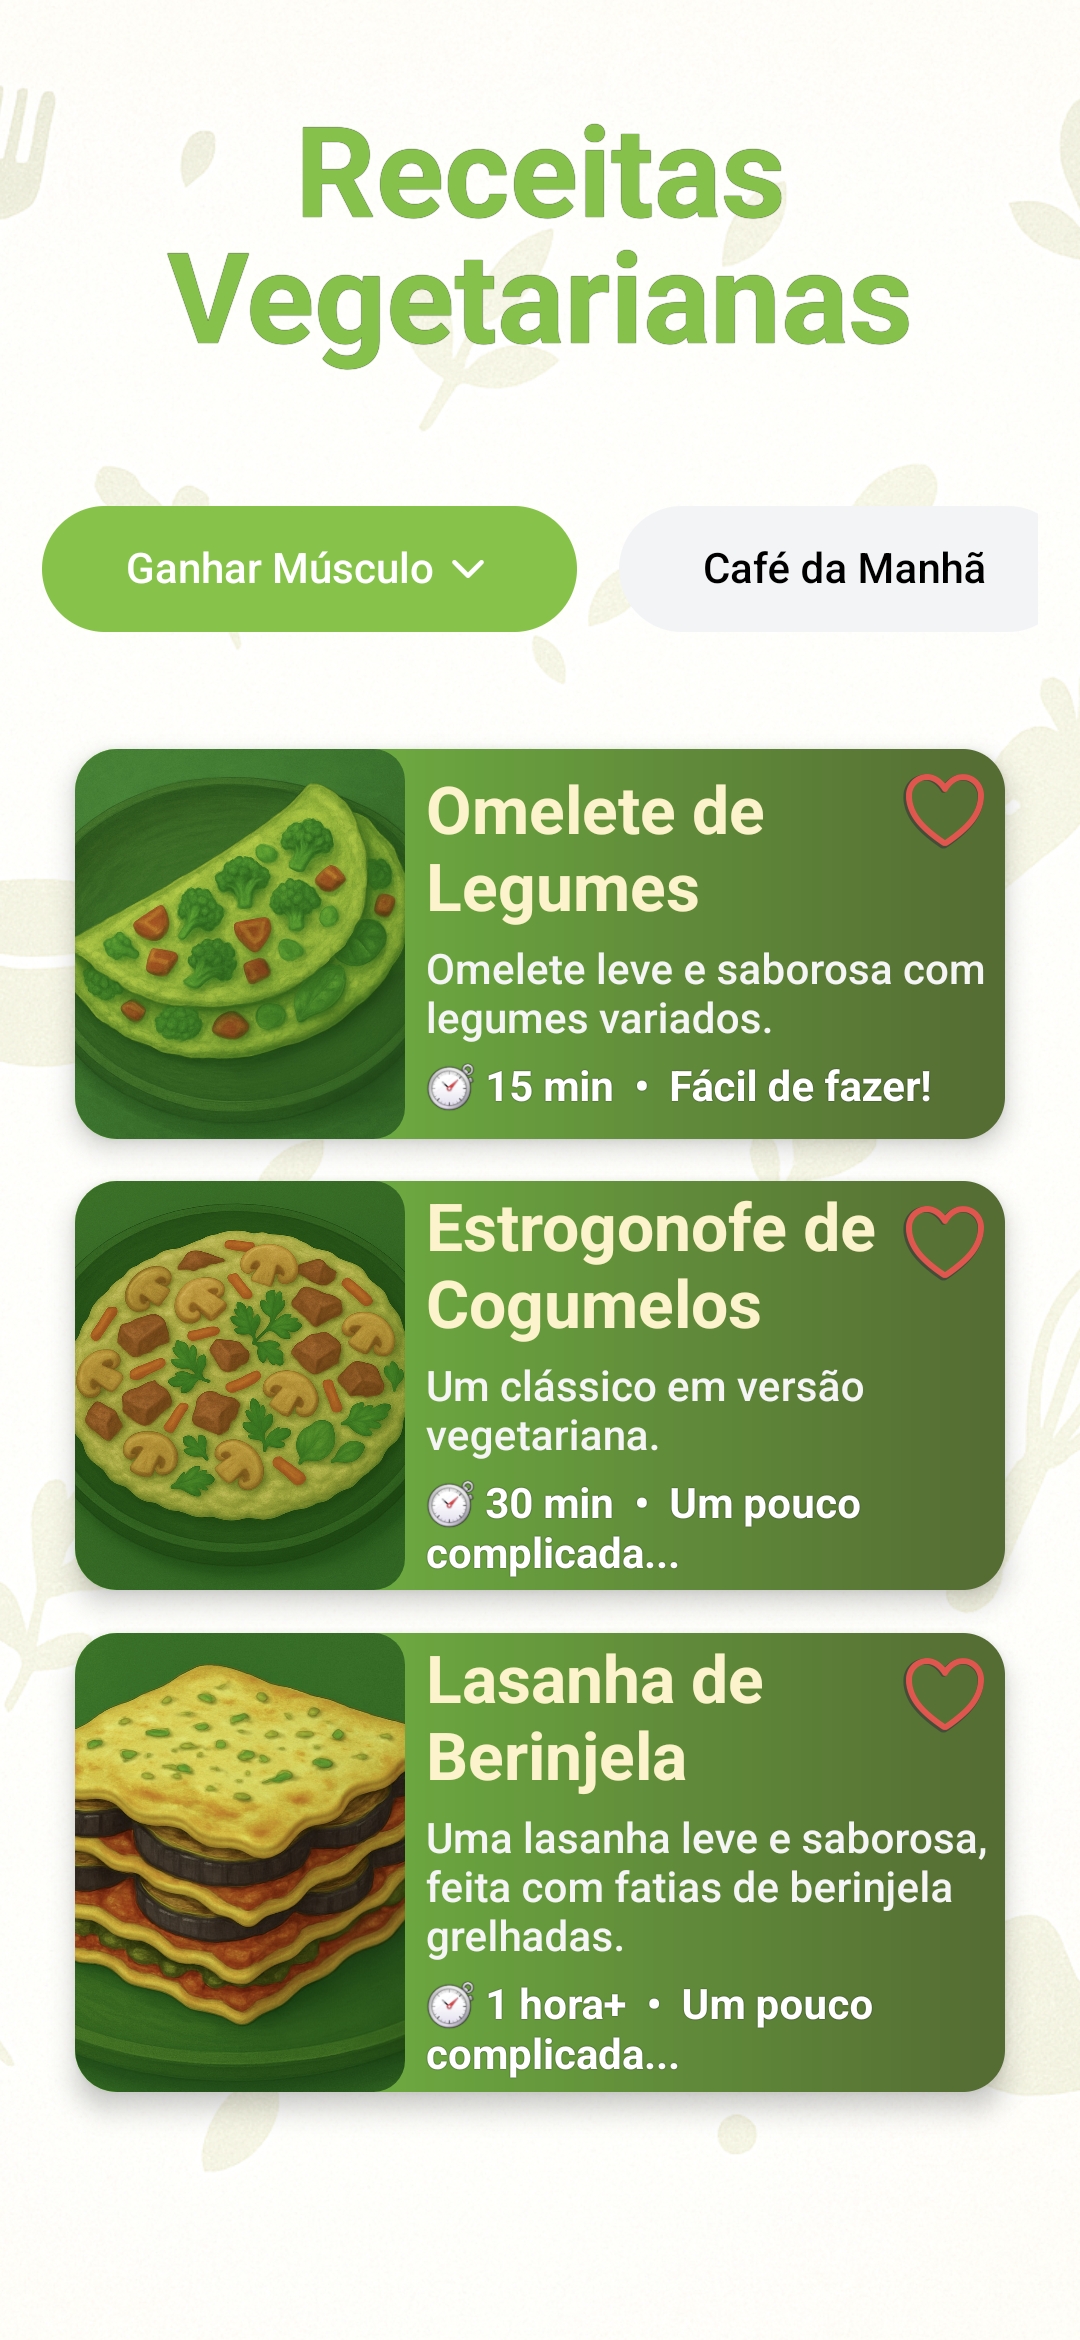 Receitas
Vegetarianas
Ganhar Músculo
Café da Manhã
Omelete de
Legumes
Omelete leve e saborosa com
legumes variados.
15 min • Fácil de fazer!
Estrogonofe de
Cogumelos
Um clássico em versão
vegetariana.
30 min • Um pouco
complicada...
Lasanha de
Berinjela
Uma lasanha leve e saborosa,
feita com fatias de berinjela
grelhadas.
1 hora+ • Um pouco
complicada...